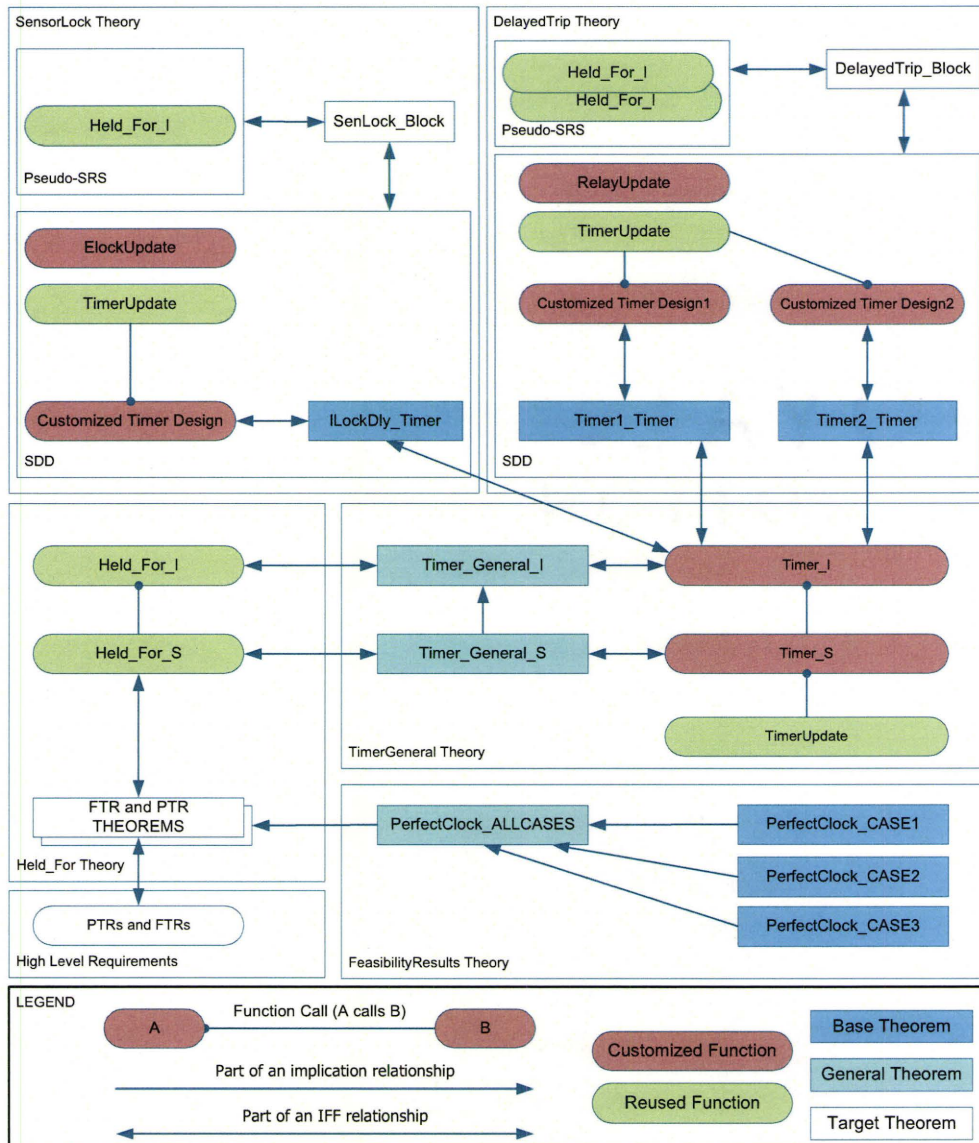 SensorLock Theory
Held_For_I
Pseudo-SRS
SenLock_Block
ElockUpdate
TimerUpdate
Customized Timer Design
ILockDly_Timer
SDD
DelayedTrip Theory
Held_For_I
Held_For_I
Pseudo-SRS
DelayedTrip_Block
RelayUpdate
TimerUpdate
Customized Timer Design1
Customized Timer Design2
Timer1_Timer
Timer2_Timer
SDD
Held_For_I
Held_For_S
FTR and PTR
THEOREMS
Held_For Theory
PTRs and FTRs
High Level Requirements
Timer_General_I
Timer_I
Timer_General_S
Timer_S
TimerUpdate
TimerGeneral Theory
PerfectClock_ALLCASES
PerfectClock_CASE1
PerfectClock_CASE2
PerfectClock_CASE3
FeasibilityResults Theory
LEGEND
A
Function Call (A calls B)
B
Part of an implication relationship
Part of an IFF relationship
Customized Function
Reused Function
Base Theorem
General Theorem
Target Theorem